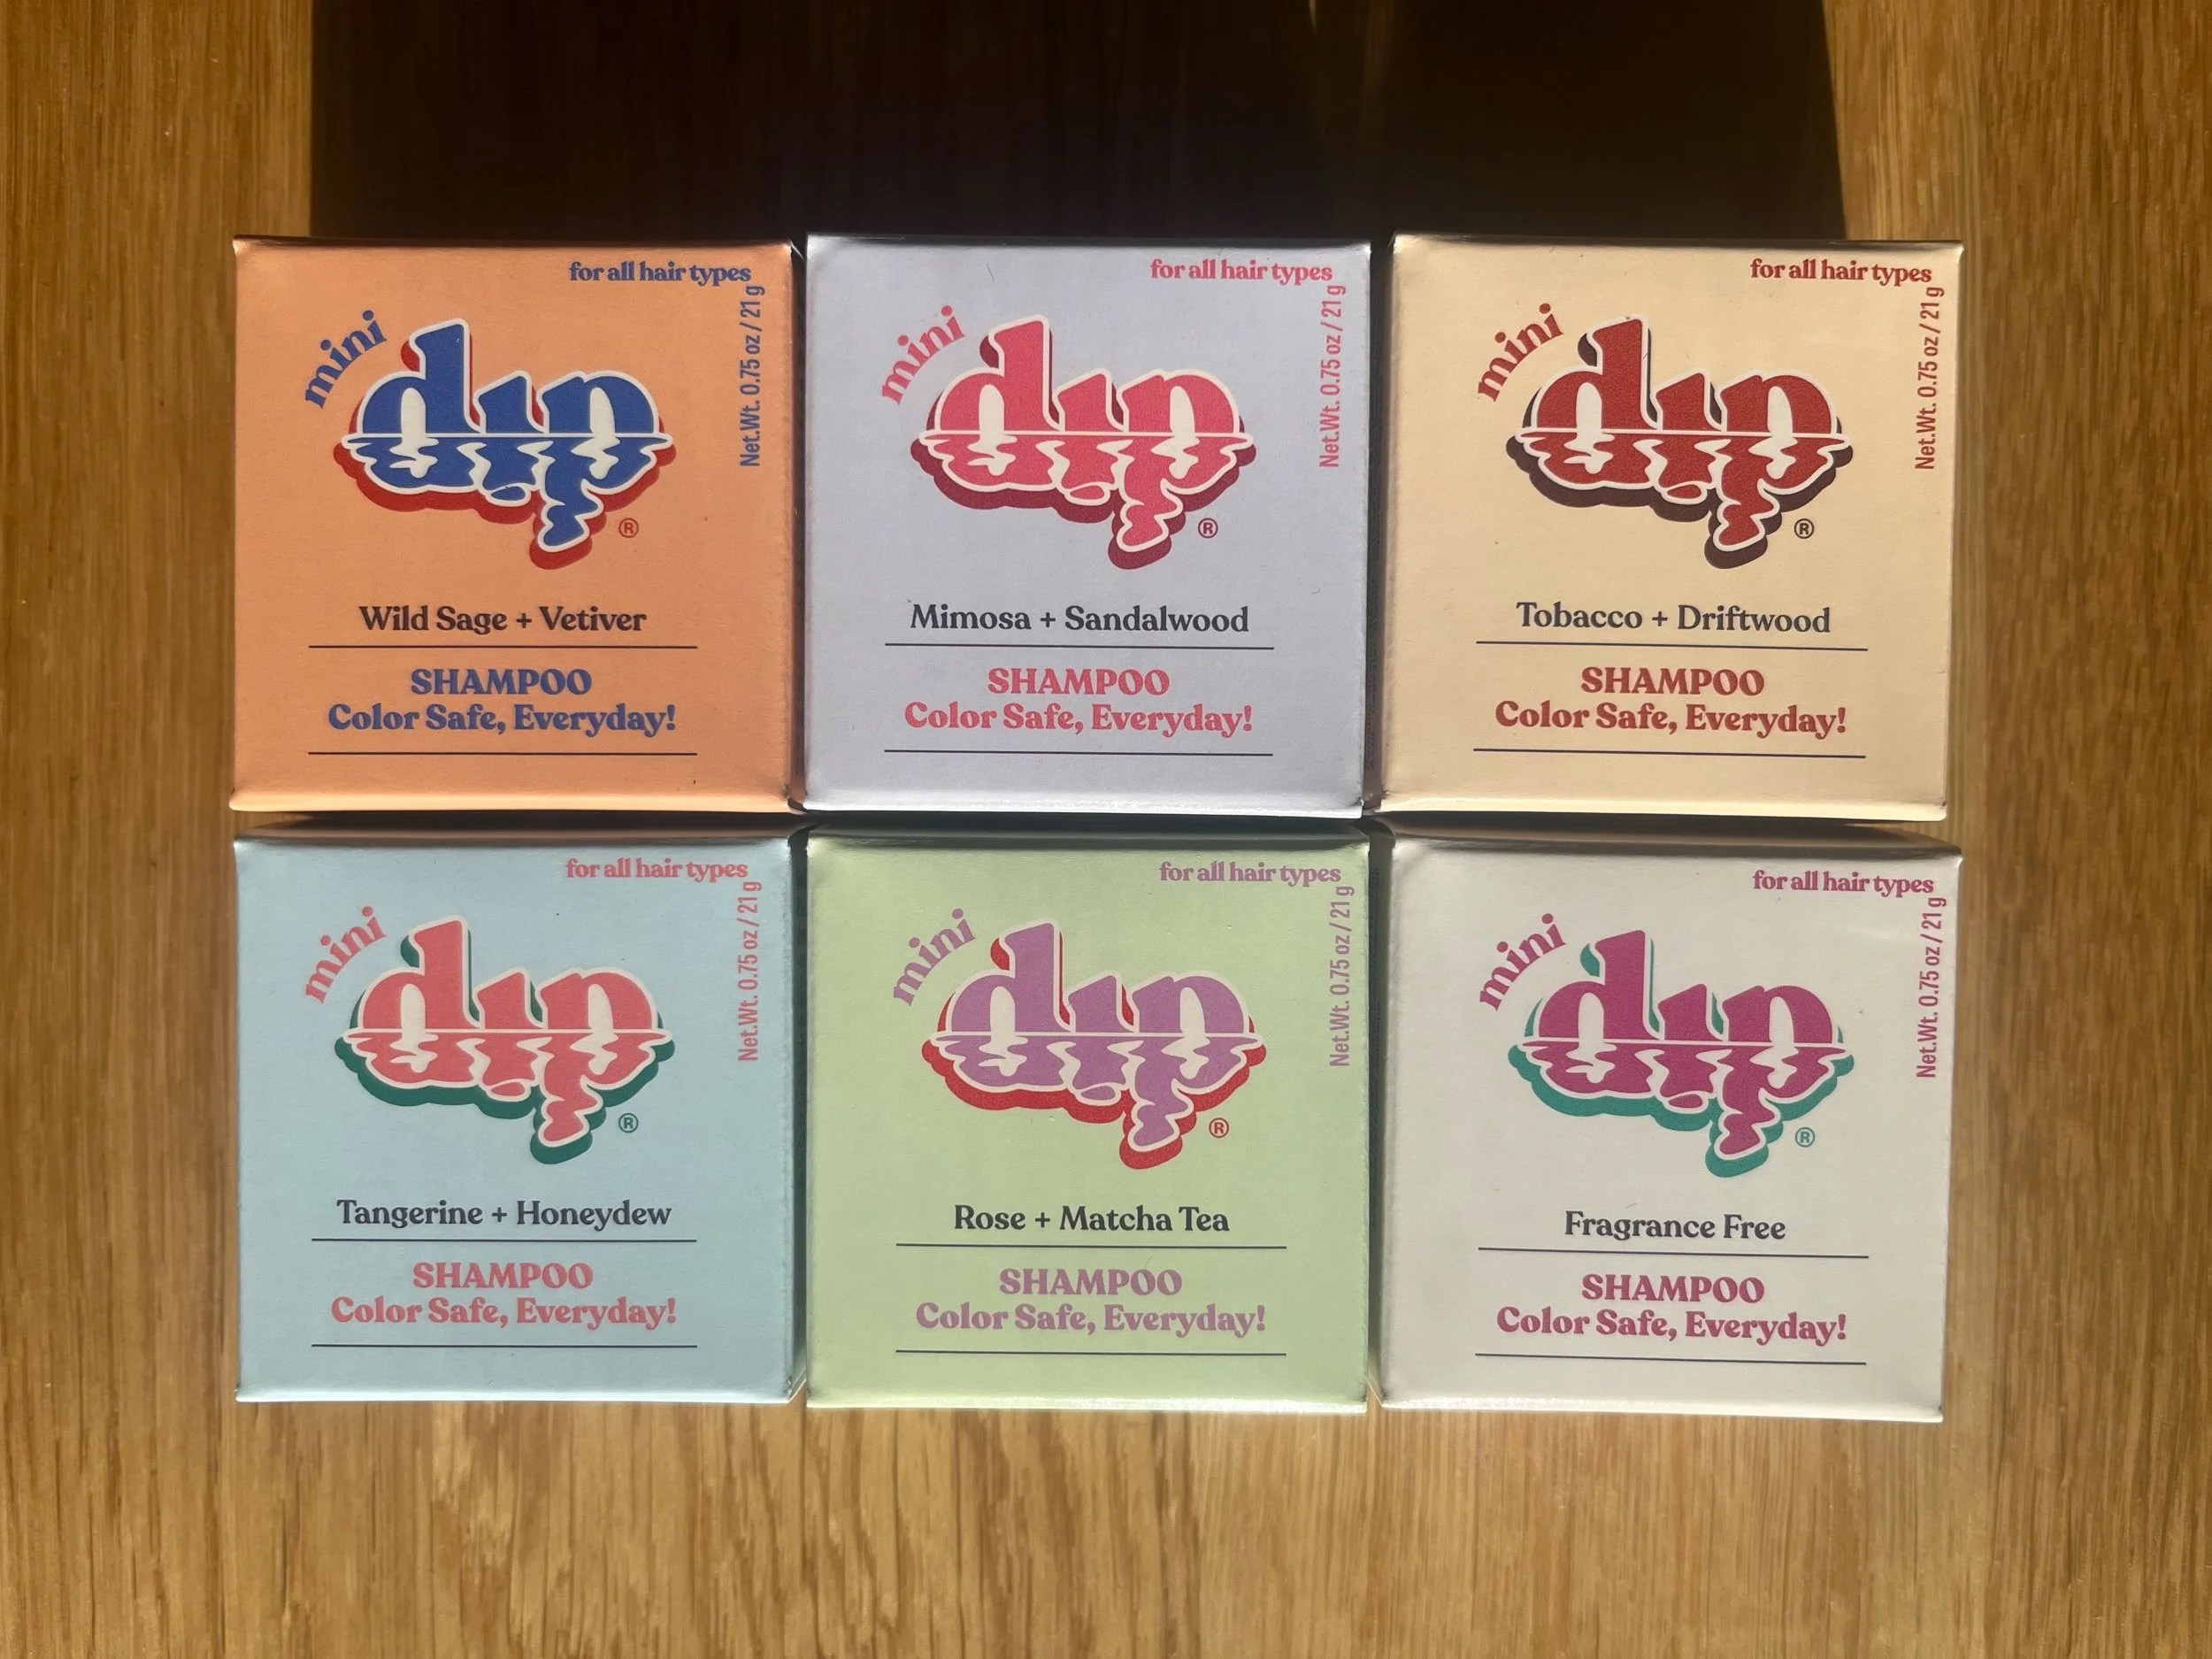 for all hair types
Net.Wt. 0.75 oz / 21 g
mini
dip
®
Wild Sage + Vetiver
SHAMPOO
Color Safe, Everyday!
for all hair types
Net.Wt. 0.75 oz / 21 g
mini
dip
®
Mimosa + Sandalwood
SHAMPOO
Color Safe, Everyday!
for all hair types
Net.Wt. 0.75 oz / 21 g
mini
dip
®
Tobacco + Driftwood
SHAMPOO
Color Safe, Everyday!
for all hair types
Net.Wt. 0.75 oz / 21 g
mini
dip
®
Tangerine + Honeydew
SHAMPOO
Color Safe, Everyday!
for all hair types
Net.Wt. 0.75 oz / 21 g
mini
dip
®
Rose + Matcha Tea
SHAMPOO
Color Safe, Everyday!
for all hair types
Net.Wt. 0.75 oz / 21 g
mini
dip
®
Fragrance Free
SHAMPOO
Color Safe, Everyday!